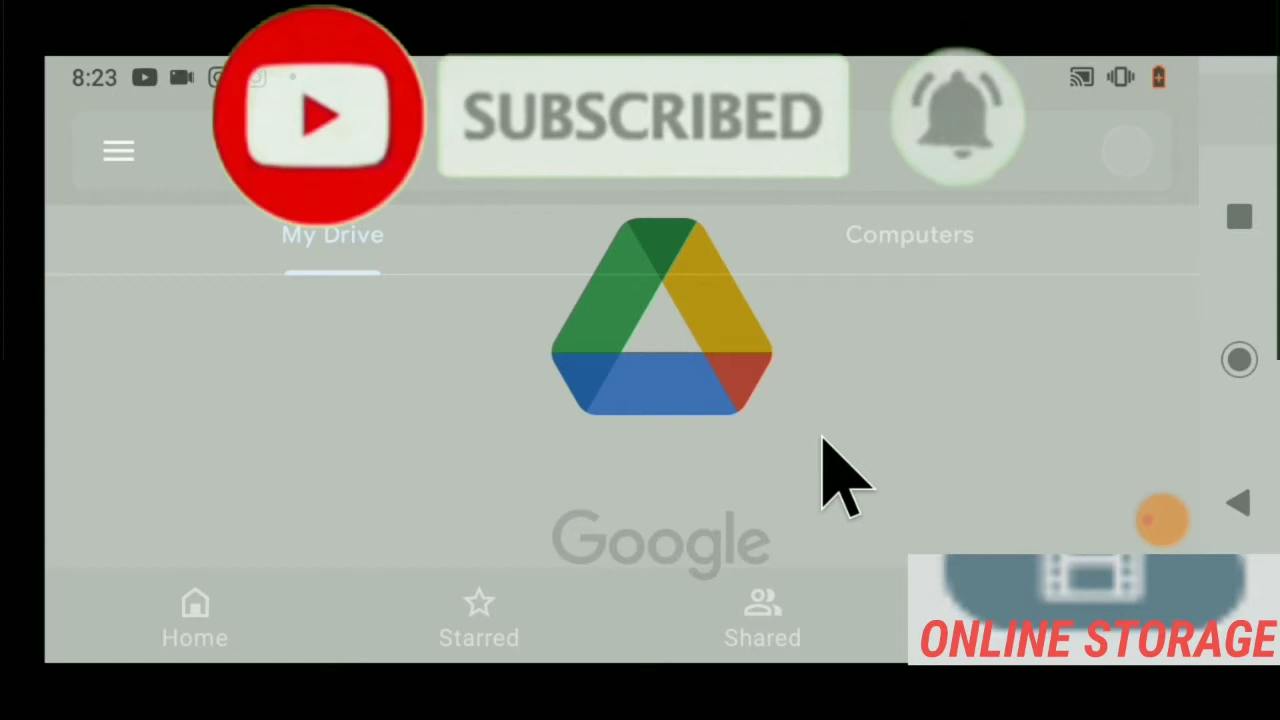 8:23
SUBSCRIBED
My Drive
Computers
Google
Home
Starred
Shared
ONLINE STORAGE